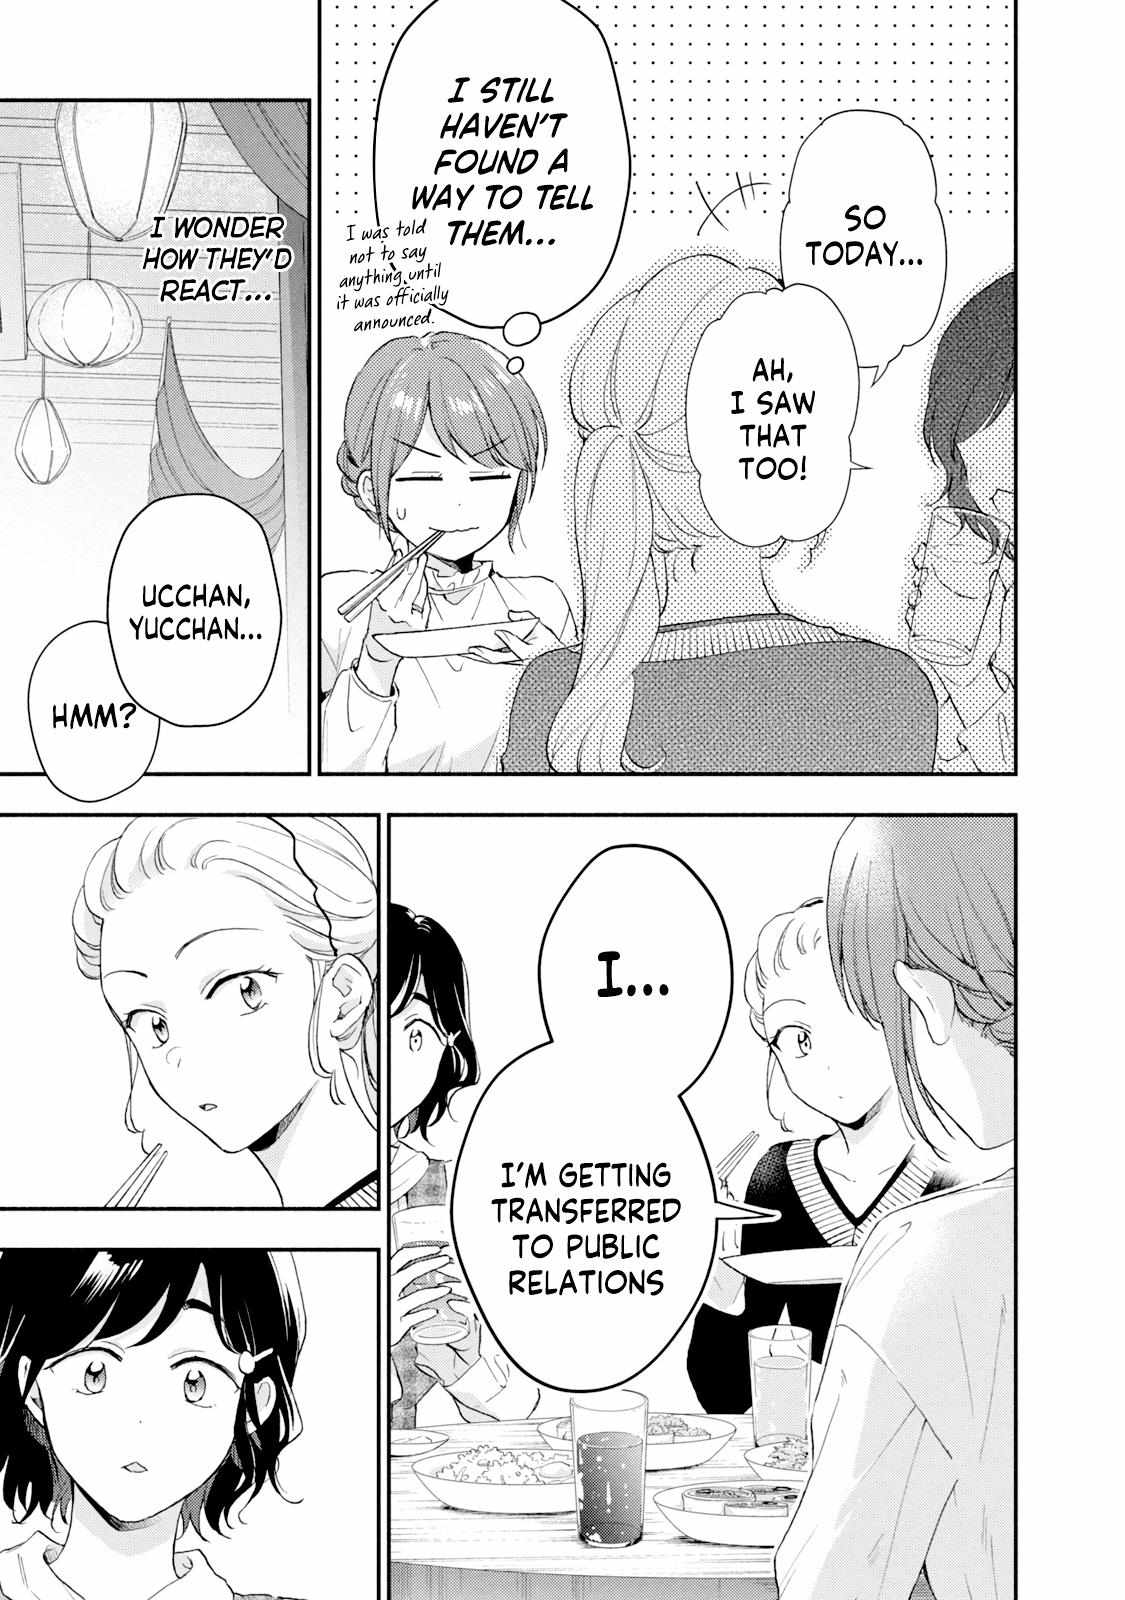 I STILL
HAVEN'T
FOUND A
WAY TO TELL
THEM...
I was told
not to say
anything until
it was officially
announced.
SO
TODAY...
AH,
I SAW
THAT
TOO!
I WONDER
HOW THEY'D
REACT...
UCCHAN,
YUCCHAN...
HMM?
I...
I'M GETTING
TRANSFERRED
TO PUBLIC
RELATIONS